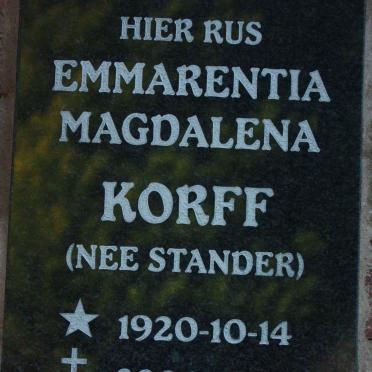 HIER RUS
EMMARENTIA
MAGDALENA
KORFF
(NEE STANDER)
★ 1920-10-14